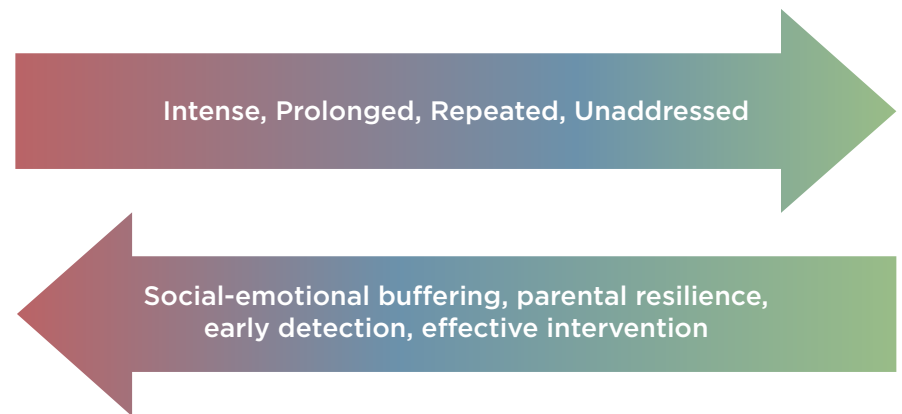 Intense, Prolonged, Repeated, Unaddressed
Social-emotional buffering, parental resilience,
early detection, effective intervention